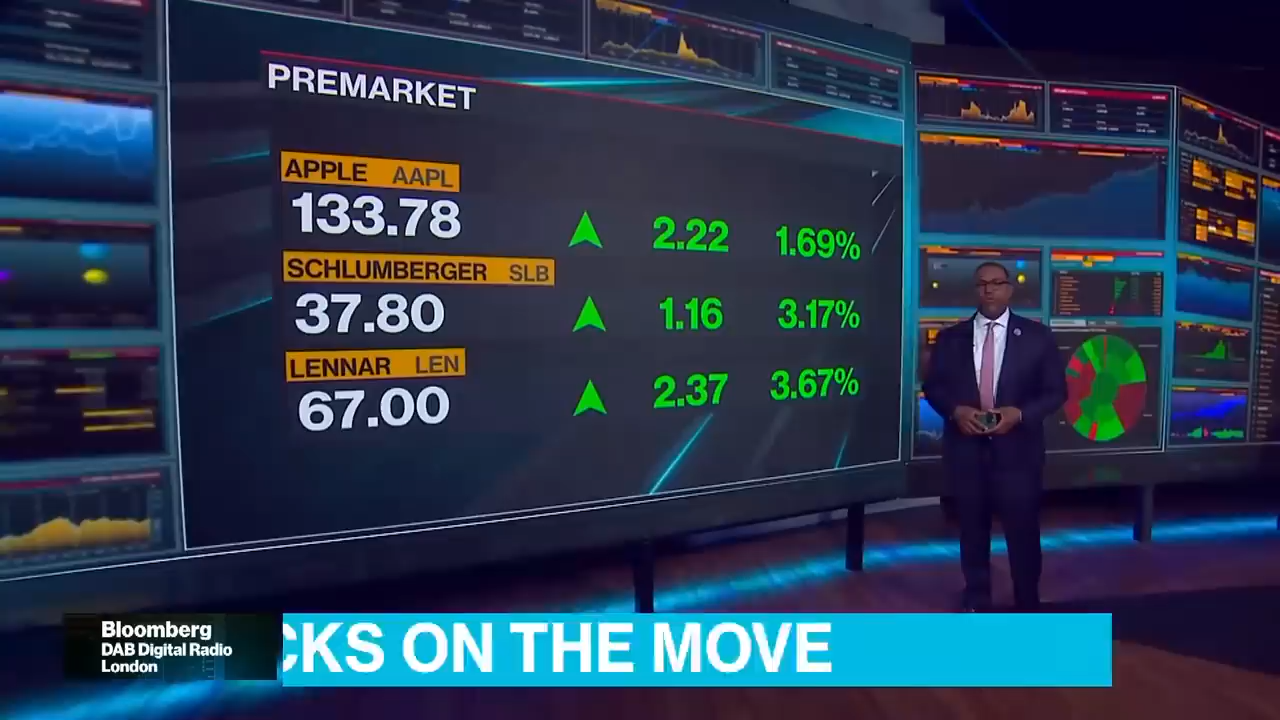 PREMARKET
APPLE AAPL
133.78 2.22 1.69%
SCHLUMBERGER SLB
37.80 1.16 3.17%
LENNAR LEN
67.00 2.37 3.67%
Bloomberg
DAB Digital Radio
London
CKS ON THE MOVE